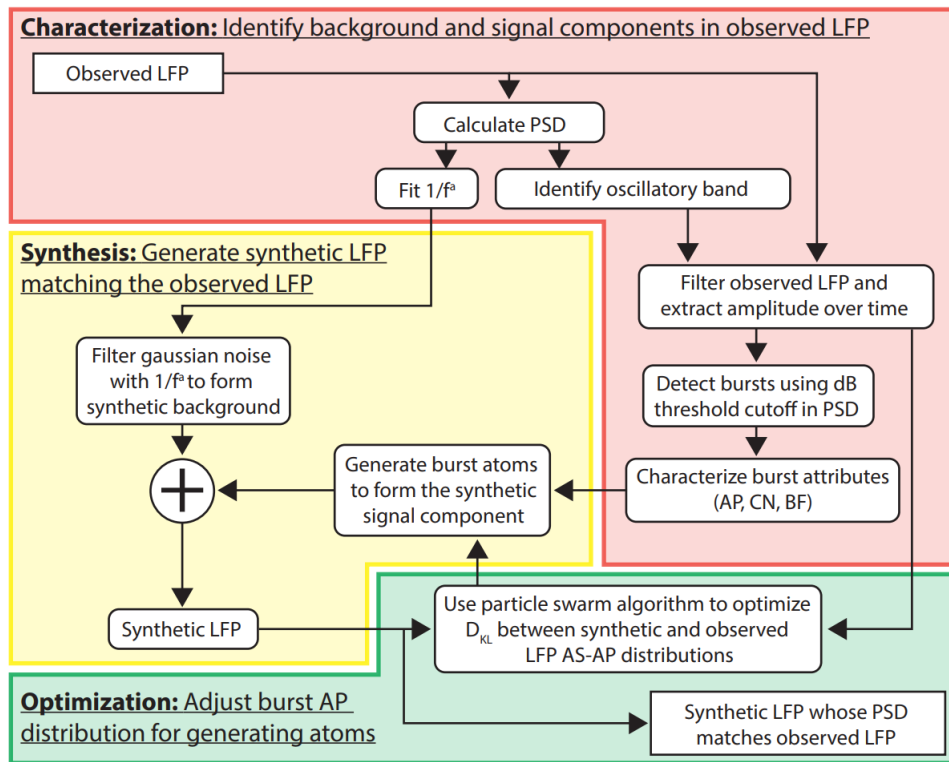 Characterization: Identify background and signal components in observed LFP
Observed LFP
Calculate PSD
Fit 1/fᵃ
Identify oscillatory band
Synthesis: Generate synthetic LFP
matching the observed LFP
Filter observed LFP and
extract amplitude over time
Filter gaussian noise
with 1/fᵃ to form
synthetic background
Detect bursts using dB
threshold cutoff in PSD
Generate burst atoms
to form the synthetic
signal component
Characterize burst attributes
(AP, CN, BF)
Synthetic LFP
Use particle swarm algorithm to optimize
D_KL between synthetic and observed
LFP AS-AP distributions
Optimization: Adjust burst AP
distribution for generating atoms
Synthetic LFP whose PSD
matches observed LFP